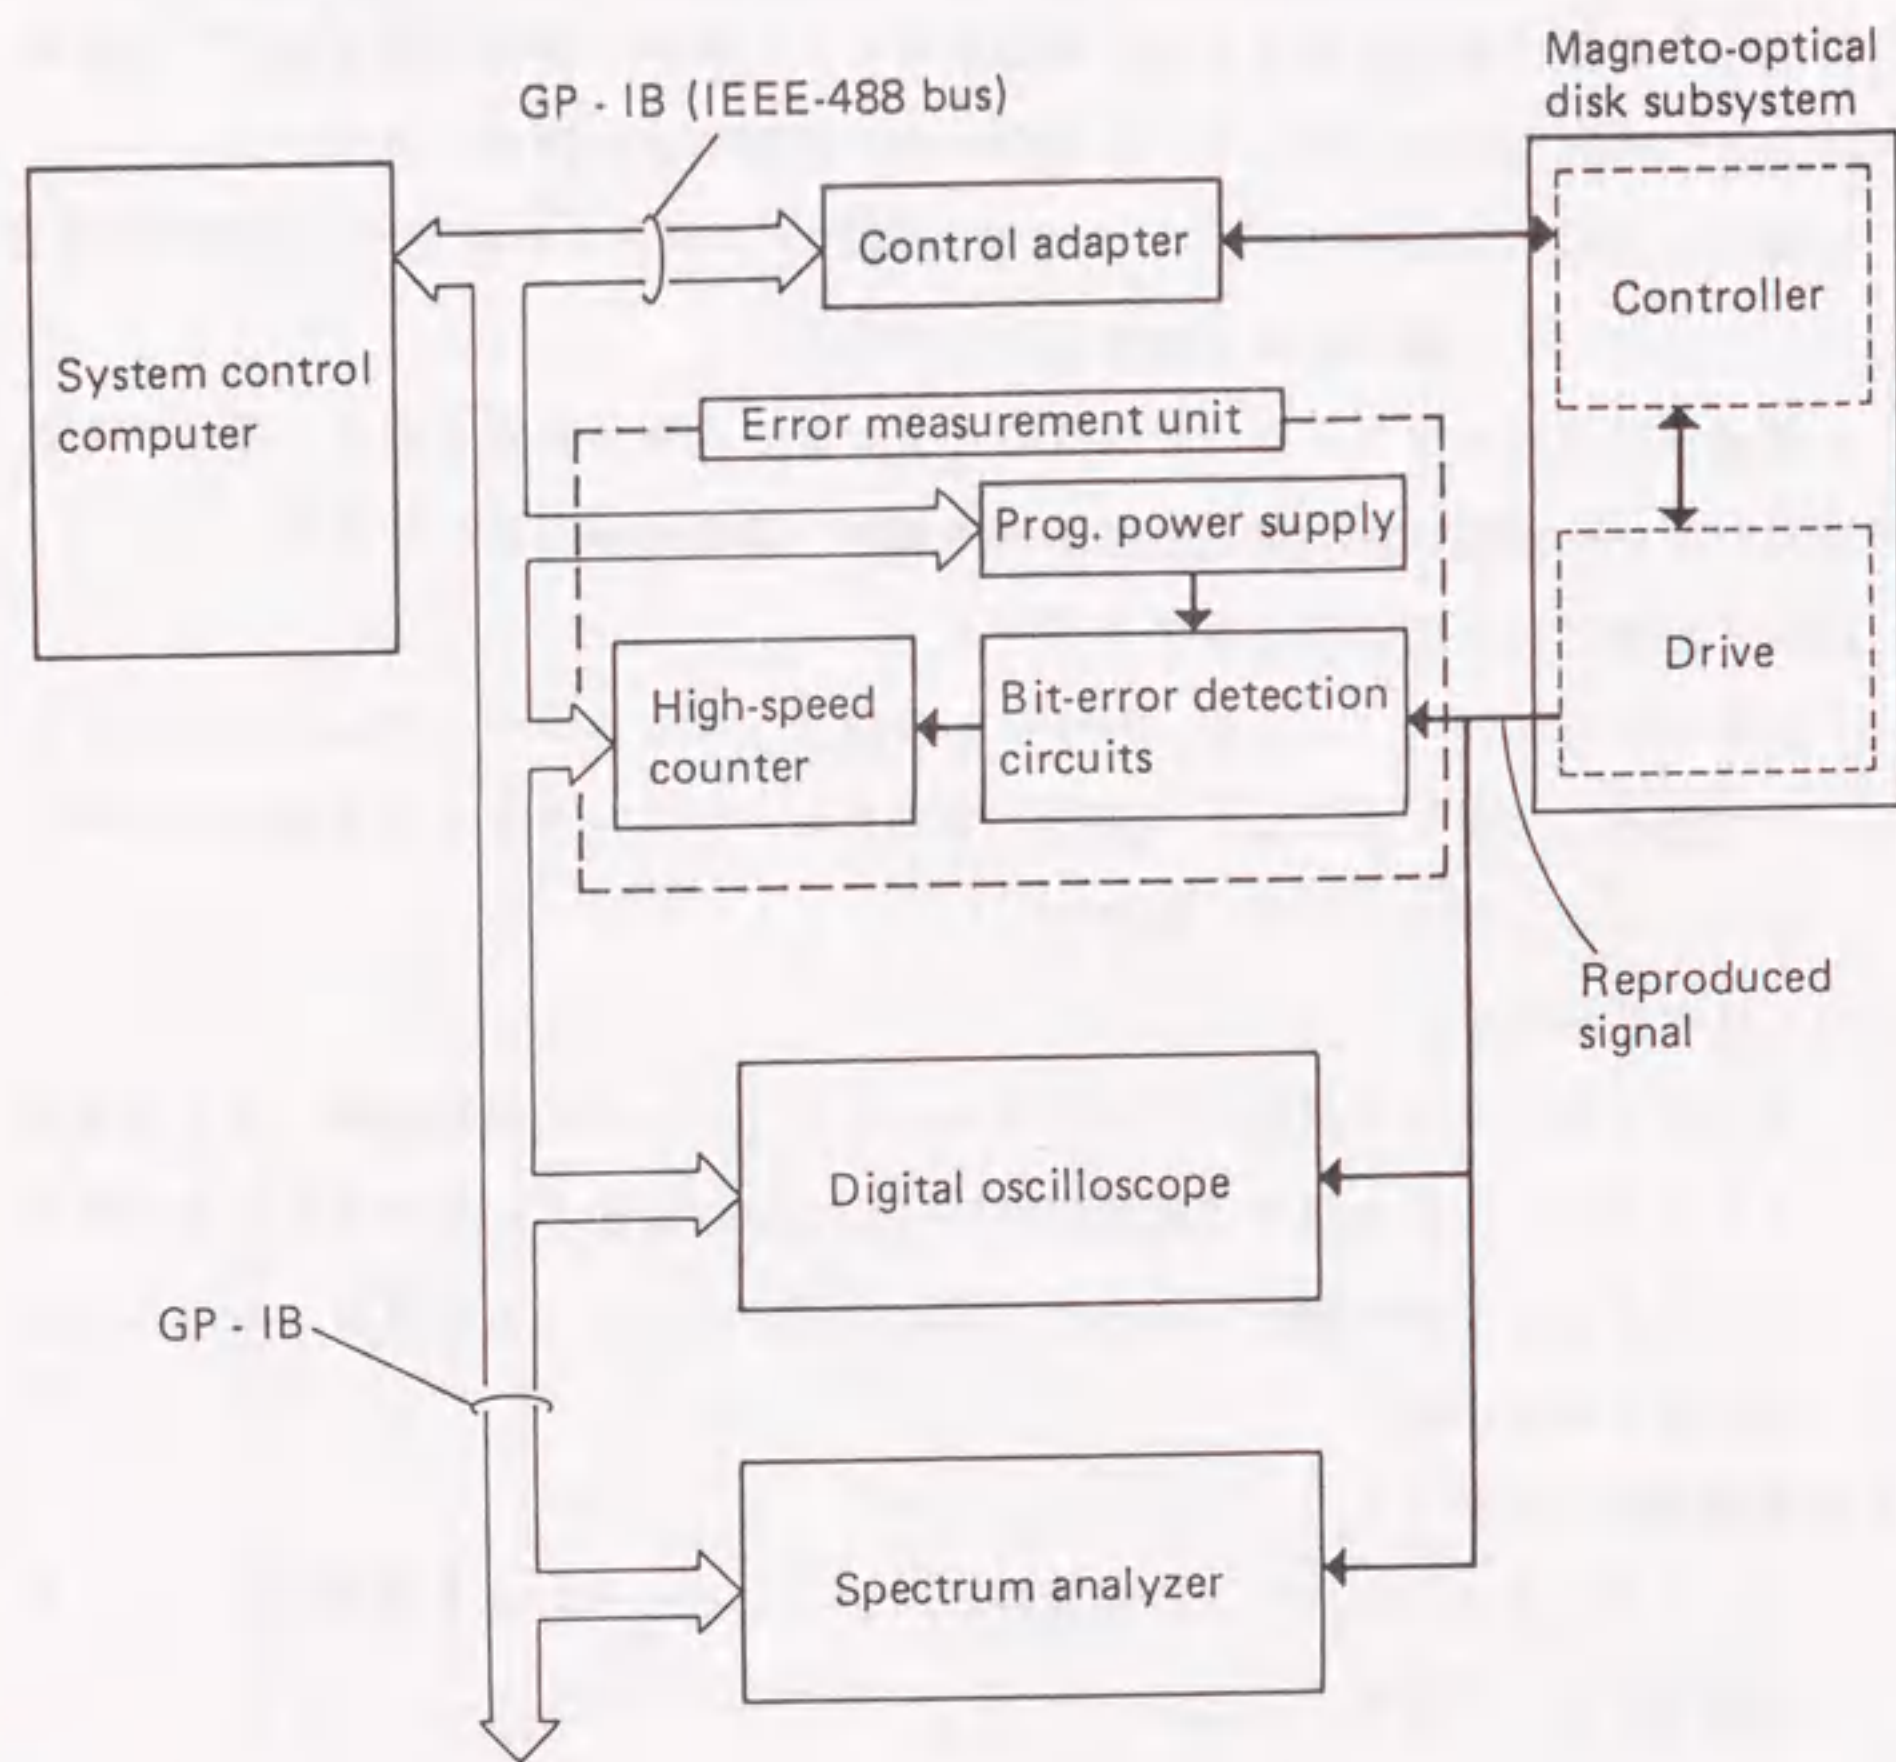 Magneto-optical
disk subsystem
GP - IB (IEEE-488 bus)
Control adapter
Controller
System control
computer
Error measurement unit
Prog. power supply
Drive
High-speed
counter
Bit-error detection
circuits
Reproduced
signal
Digital oscilloscope
GP - IB
Spectrum analyzer